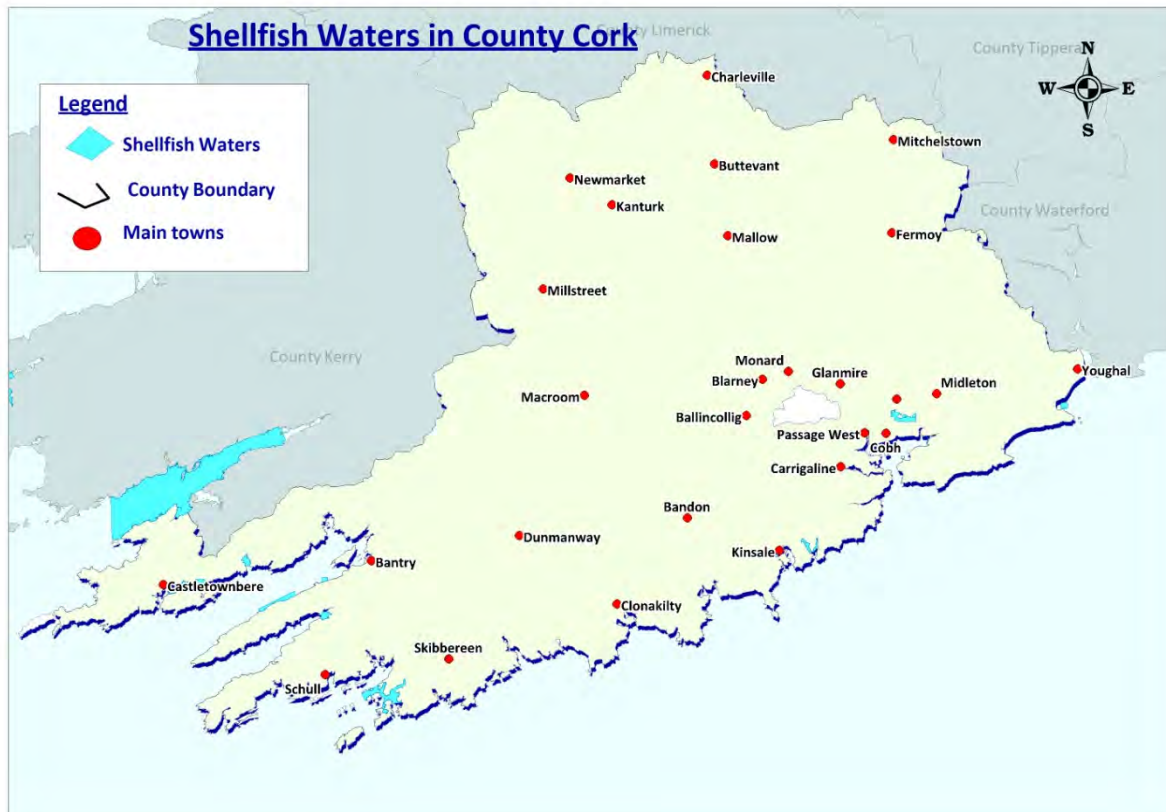 Shellfish Waters in County Cork
County Limerick
County Tippera
N
W E
S
Legend
Shellfish Waters
County Boundary
Main towns
Charleville
Mitchelstown
Buttevant
Newmarket
Kanturk
County Waterford
Mallow
Fermoy
Millstreet
County Kerry
Monard
Glanmire
Youghal
Blarney
Midleton
Macroom
Ballincollig
Passage West
Cobh
Carrigaline
Bandon
Dunmanway
Kinsale
Bantry
Castletownbere
Clonakilty
Skibbereen
Schull